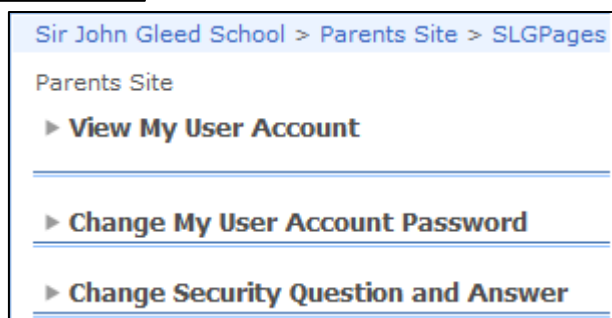 Sir John Gleed School > Parents Site > SLGPages
Parents Site
View My User Account
Change My User Account Password
Change Security Question and Answer